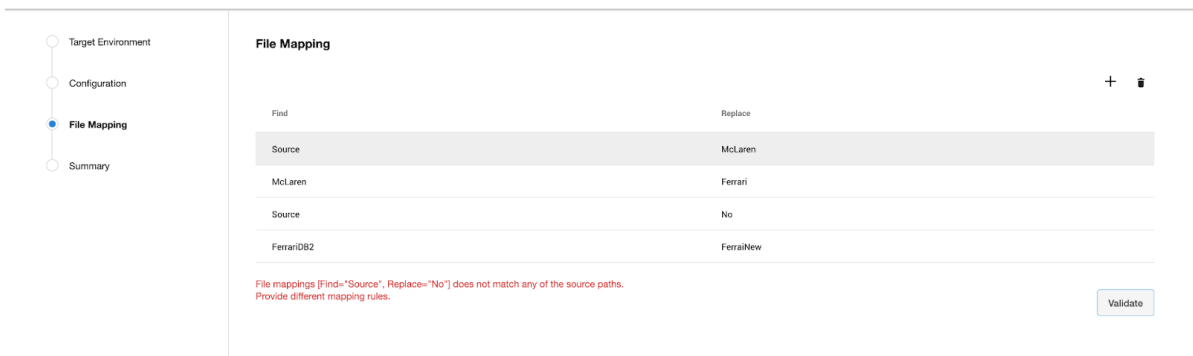 Target Environment
Configuration
File Mapping
Summary
File Mapping
Find Replace
Source McLaren
McLaren Ferrari
Source No
FerrariDB2 FerraiNew
File mappings [Find="Source", Replace="No"] does not match any of the source paths.
Provide different mapping rules.
Validate